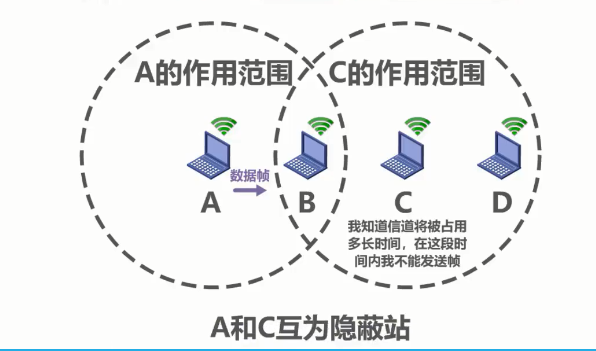 A的作用范围
C的作用范围
数据帧
A
B
C
D
我知道信道将被占用
多长时间，在这段时
间内我不能发送帧
A和C互为隐蔽站